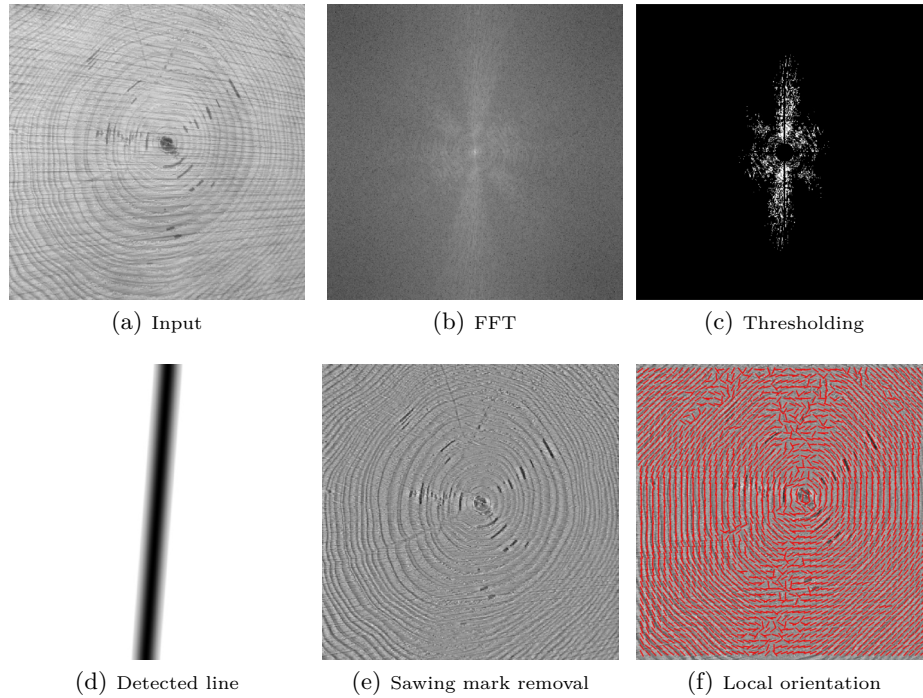 (a) Input
(b) FFT
(c) Thresholding
(d) Detected line
(e) Sawing mark removal
(f) Local orientation